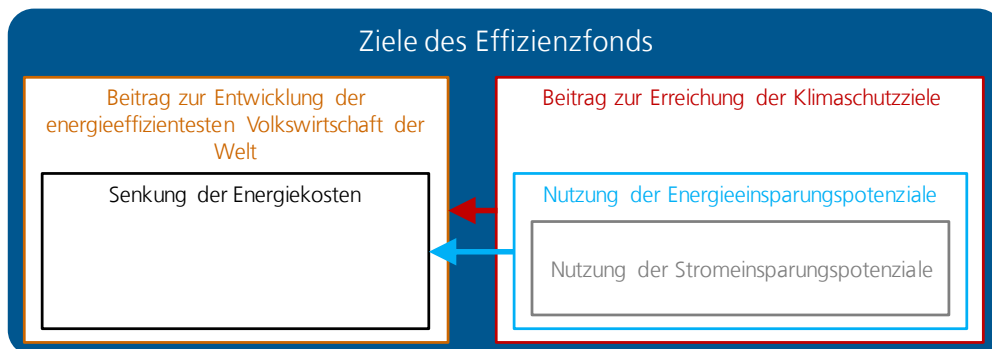 Ziele des Effizienzfonds
Beitrag zur Entwicklung der
energieeffizientesten Volkswirtschaft der
Welt
Senkung der Energiekosten
Beitrag zur Erreichung der Klimaschutzziele
Nutzung der Energieeinsparungspotenziale
Nutzung der Stromeinsparungspotenziale